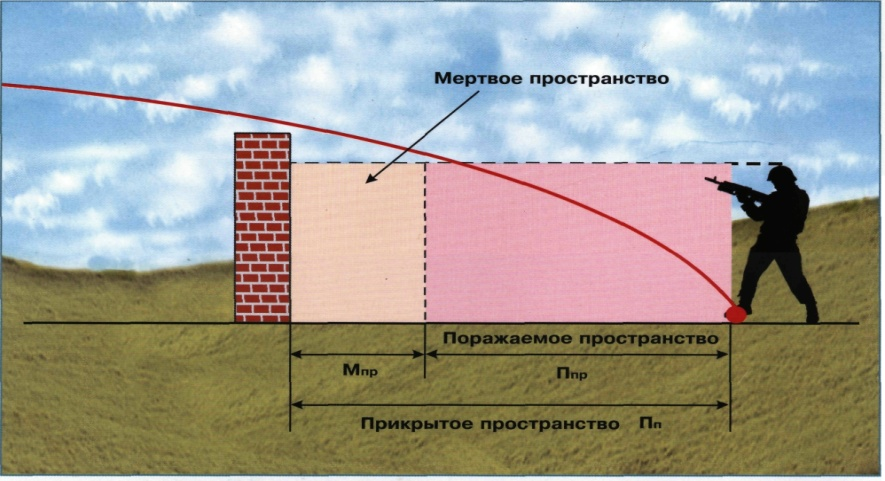 Мертвое пространство
Поражаемое пространство
Мпр
Ппр
Прикрытое пространство Пп